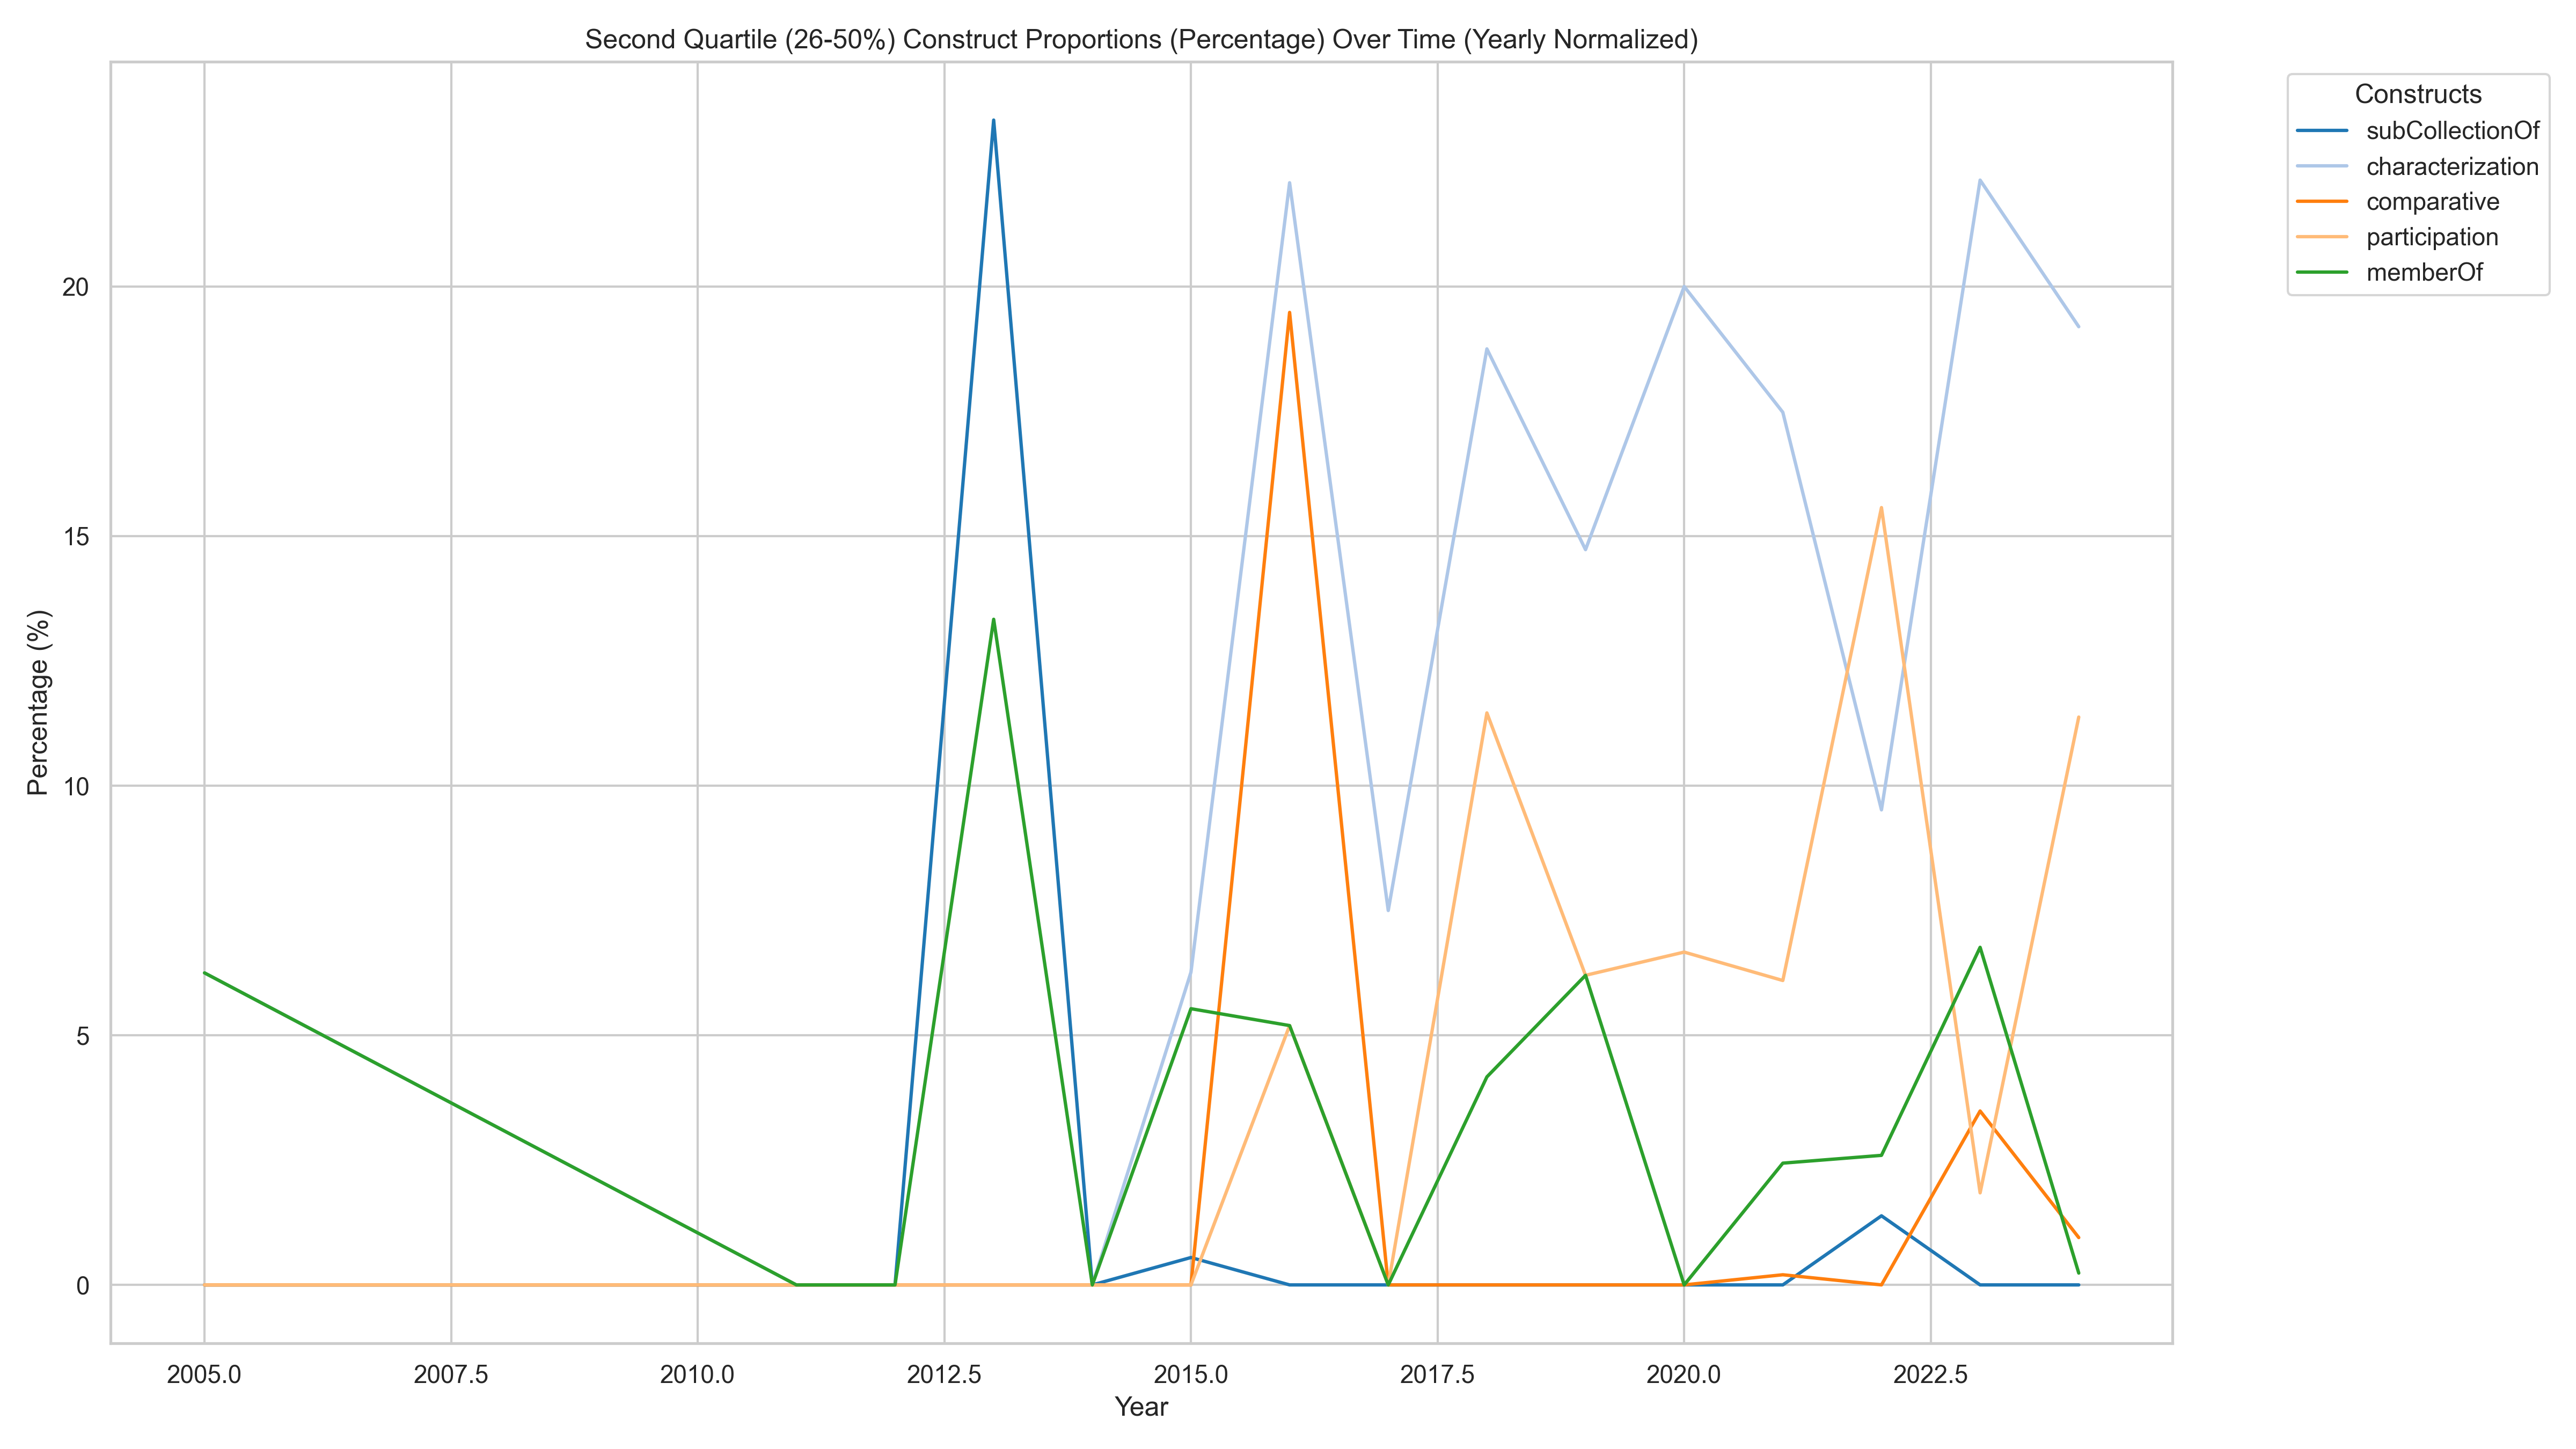 Second Quartile (26-50%) Construct Proportions (Percentage) Over Time (Yearly Normalized)
Constructs
subCollectionOf
characterization
comparative
participation
memberOf
Percentage (%)
20
15
10
5
0
2005.0 2007.5 2010.0 2012.5 2015.0 2017.5 2020.0 2022.5
Year